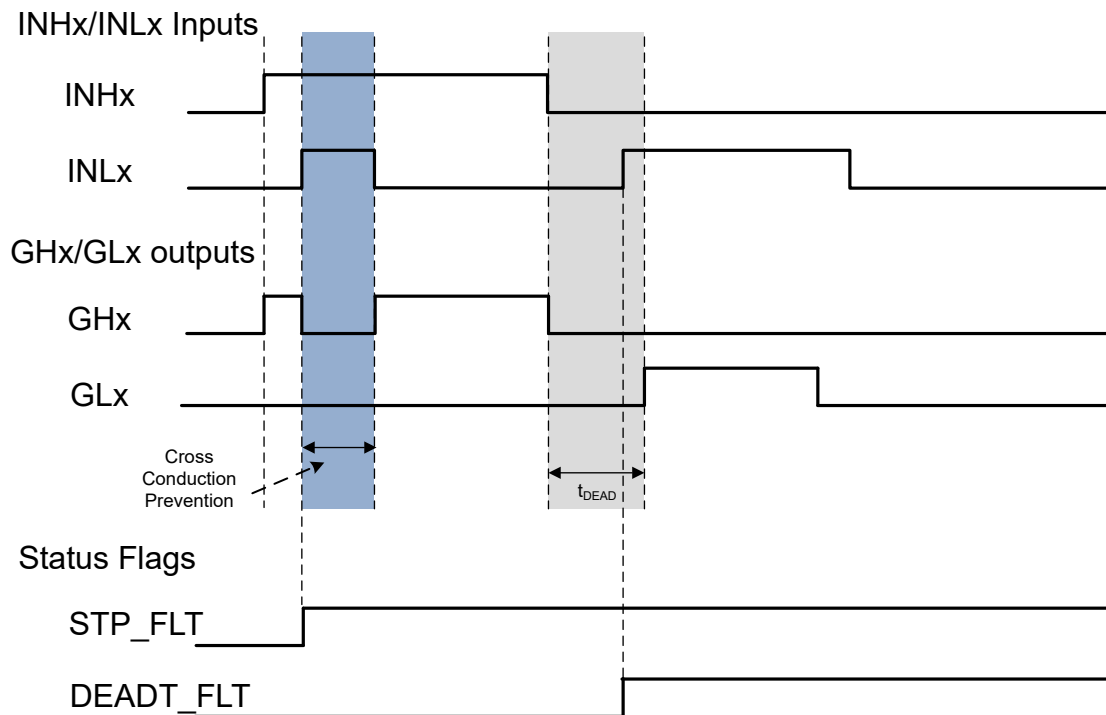 INHx/INLx Inputs
INHx
INLx
GHx/GLx outputs
GHx
GLx
Cross
Conduction
Prevention
tDEAD
Status Flags
STP_FLT
DEADT_FLT